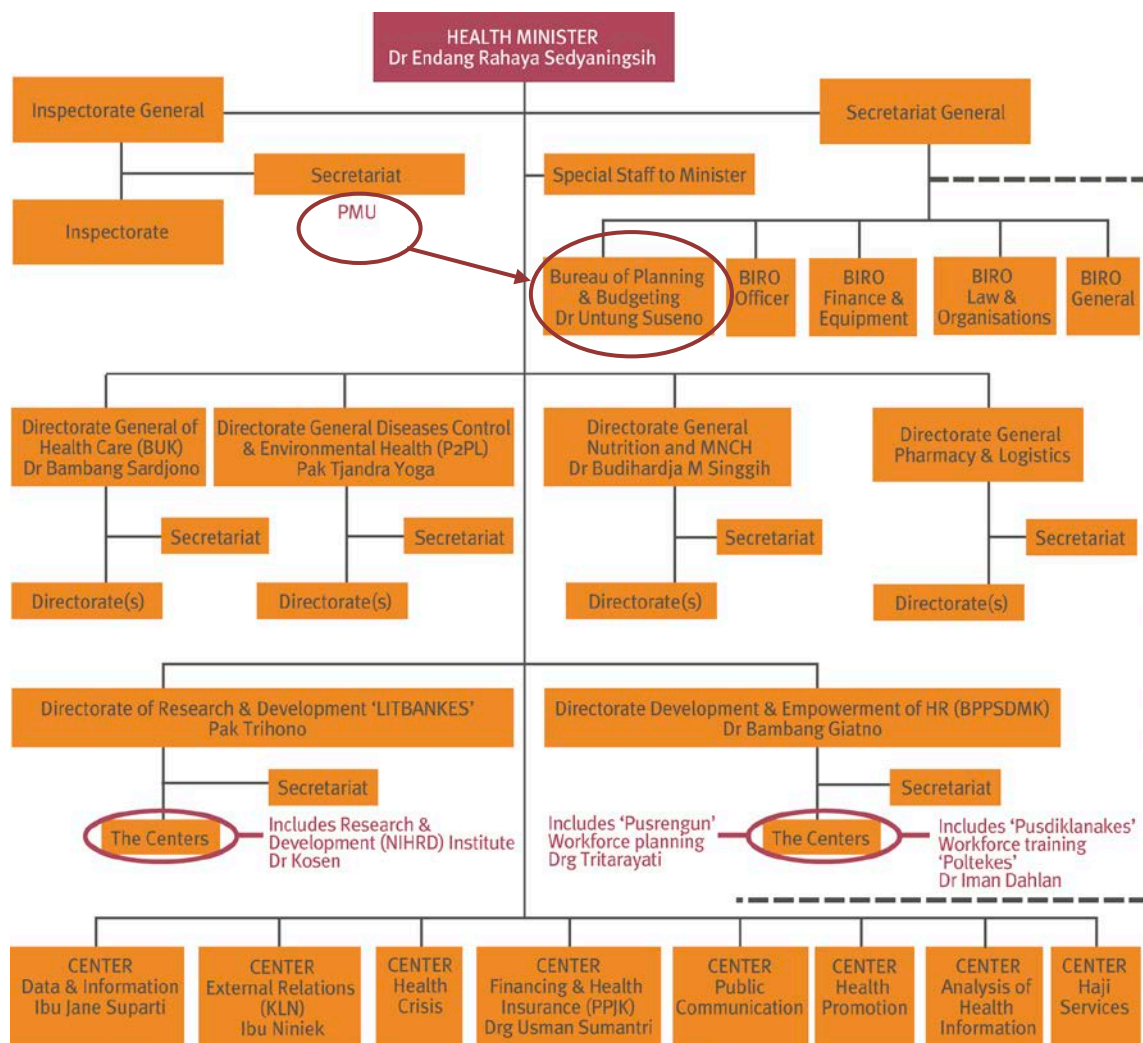 HEALTH MINISTER
Dr Endang Rahaya Sedyaningsih
Inspectorate General
Secretariat General
Secretariat
Special Staff to Minister
PMU
Inspectorate
Bureau of Planning
& Budgeting
Dr Untung Suseno
BIRO
Officer
BIRO
Finance &
Equipment
BIRO
Law &
Organisations
BIRO
General
Directorate General of
Health Care (BUK)
Dr Bambang Sardjono
Directorate General Diseases Control
& Environmental Health (P2PL)
Pak Tjandra Yoga
Directorate General
Nutrition and MNCH
Dr Budihardja M Singgih
Directorate General
Pharmacy & Logistics
Secretariat
Secretariat
Secretariat
Secretariat
Directorate(s)
Directorate(s)
Directorate(s)
Directorate(s)
Directorate of Research & Development ‘LITBANKES’
Pak Trihono
Directorate Development & Empowerment of HR (BPPSDMK)
Dr Bambang Giatno
Secretariat
Secretariat
The Centers
Includes Research &
Development (NIHRD) Institute
Dr Kosen
Includes ‘Pusrengun’
Workforce planning
Drg Tritarayati
The Centers
Includes ‘Pusdiklanakes’
Workforce training
‘Poltekes’
Dr Iman Dahlan
CENTER
Data & Information
Ibu Jane Suparti
CENTER
External Relations
(KLN)
Ibu Niniek
CENTER
Health
Crisis
CENTER
Financing & Health
Insurance (PPJK)
Drg Usman Sumantri
CENTER
Public
Communication
CENTER
Health
Promotion
CENTER
Analysis of
Health
Information
CENTER
Haji
Services